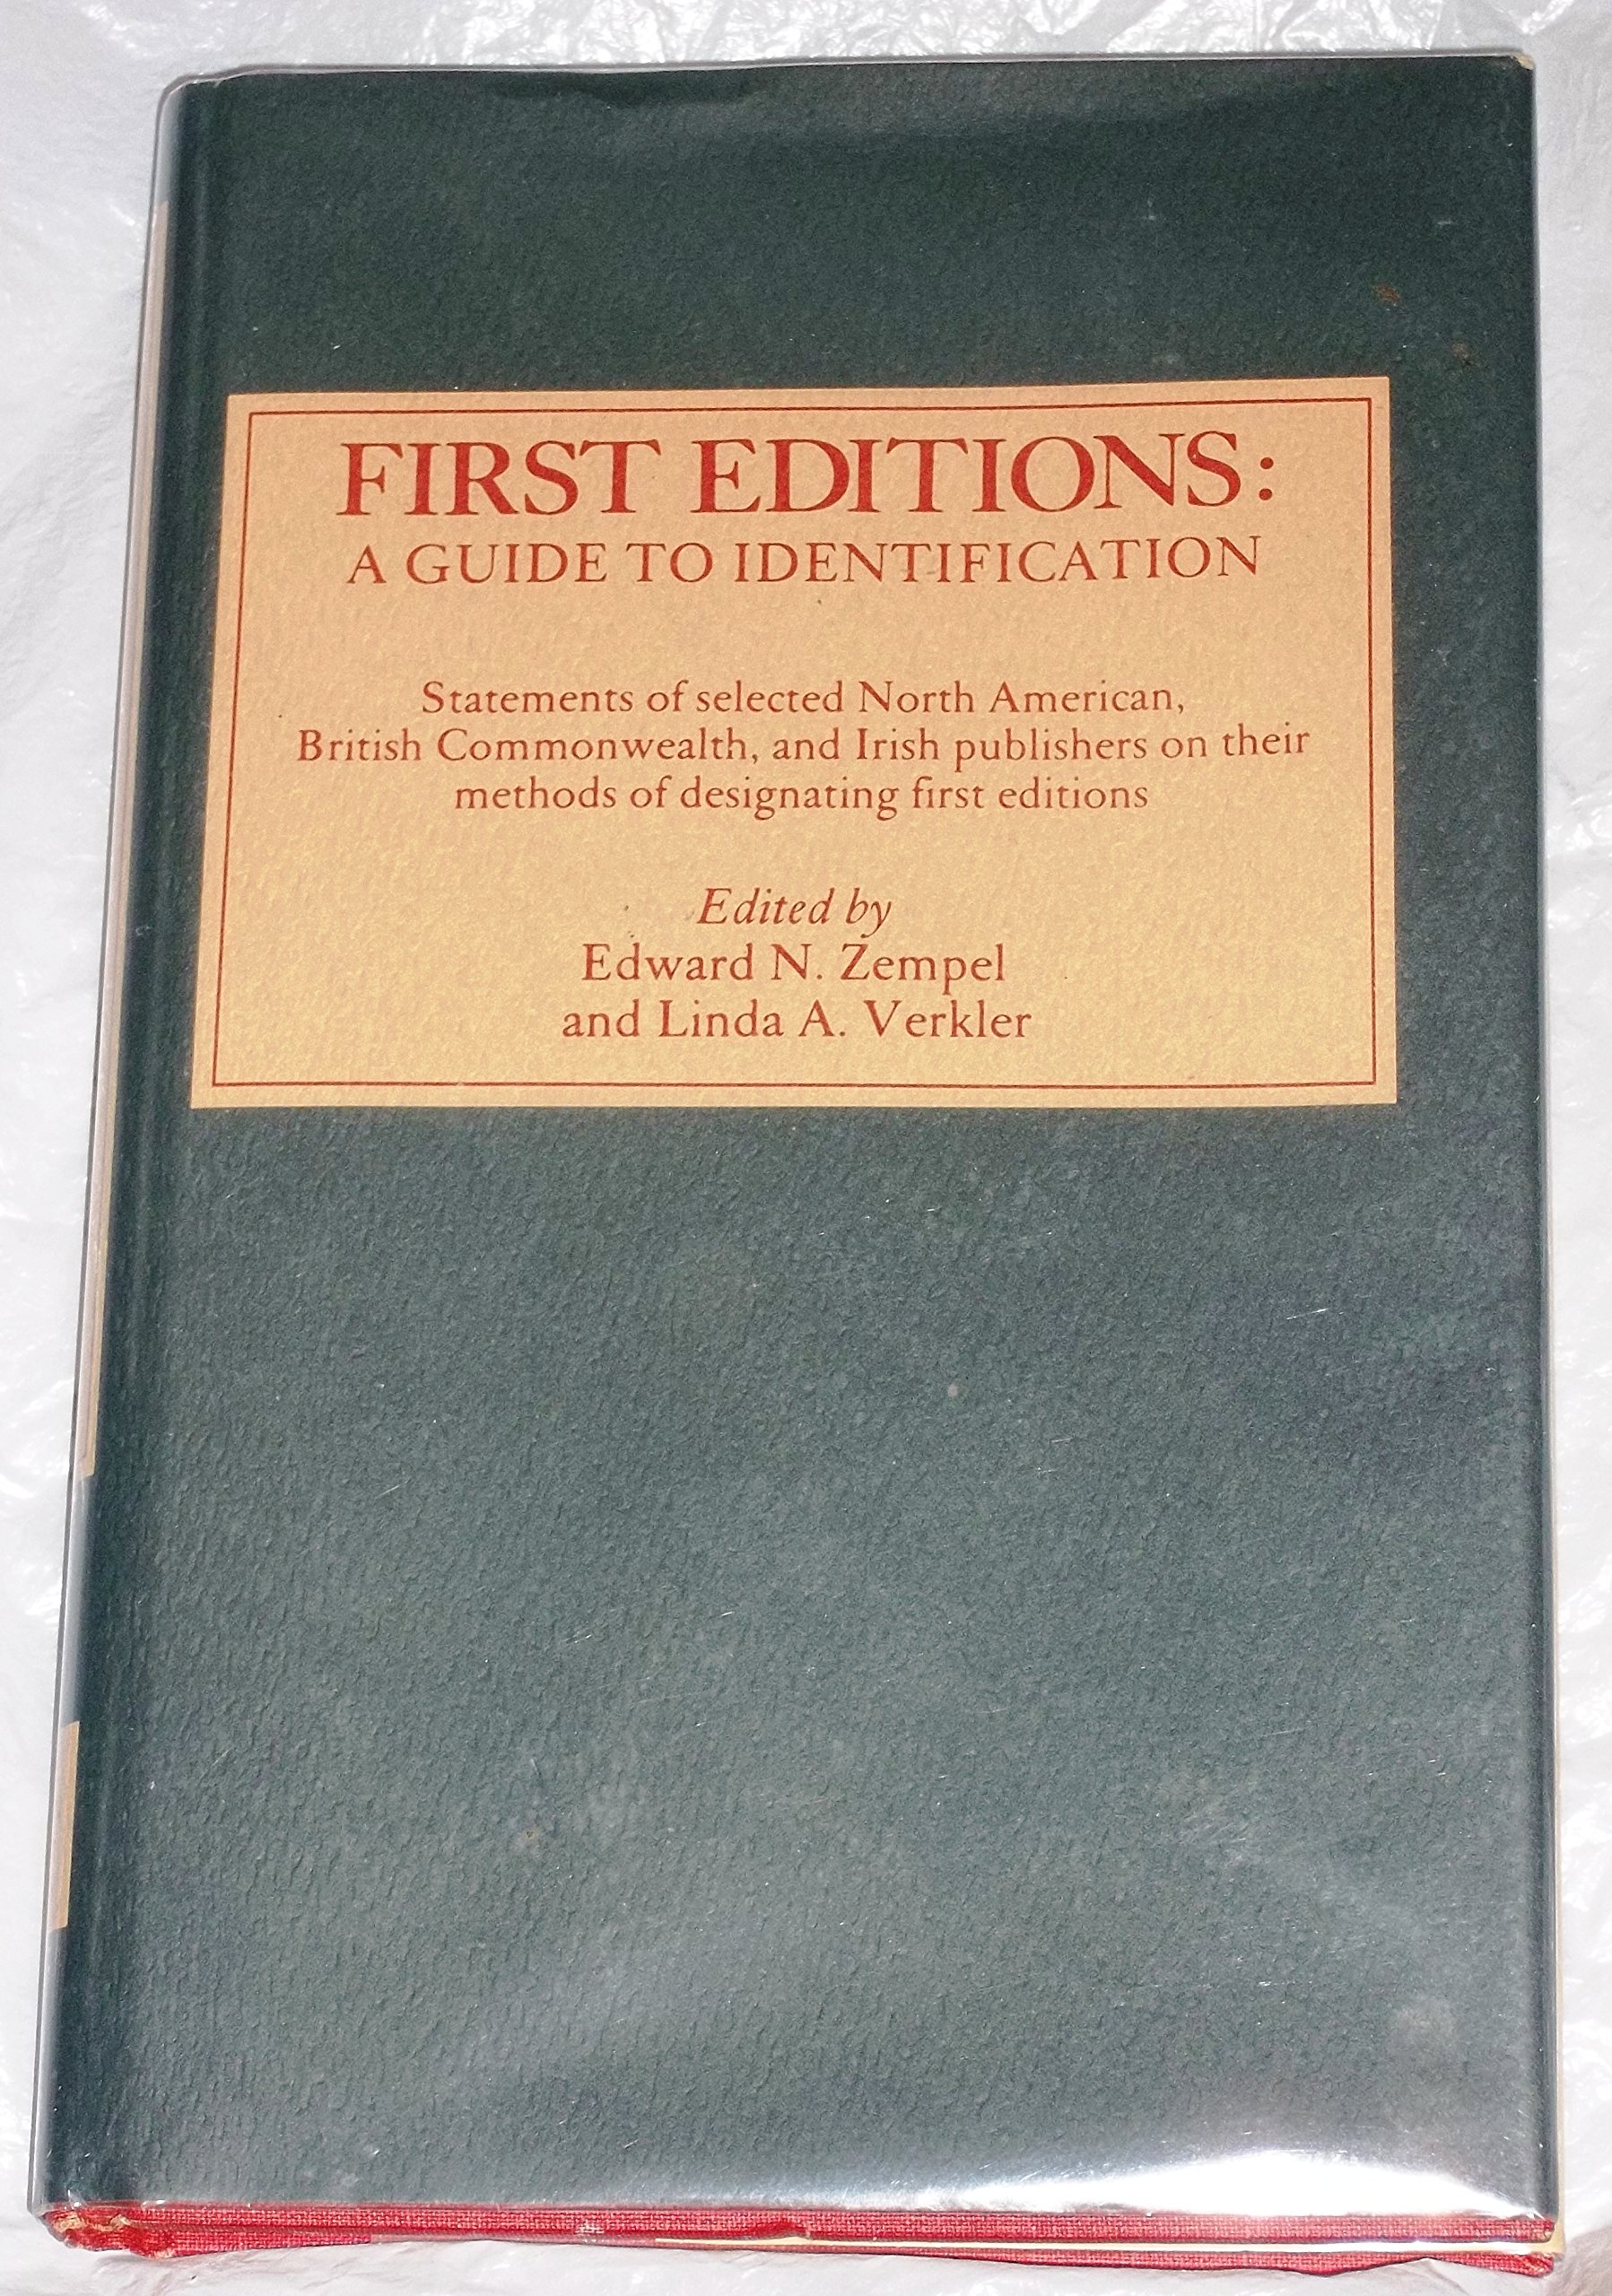 FIRST EDITIONS:
A GUIDE TO IDENTIFICATION
Statements of selected North American,
British Commonwealth, and Irish publishers on their
methods of designating first editions
Edited by
Edward N. Zempel
and Linda A. Verkler